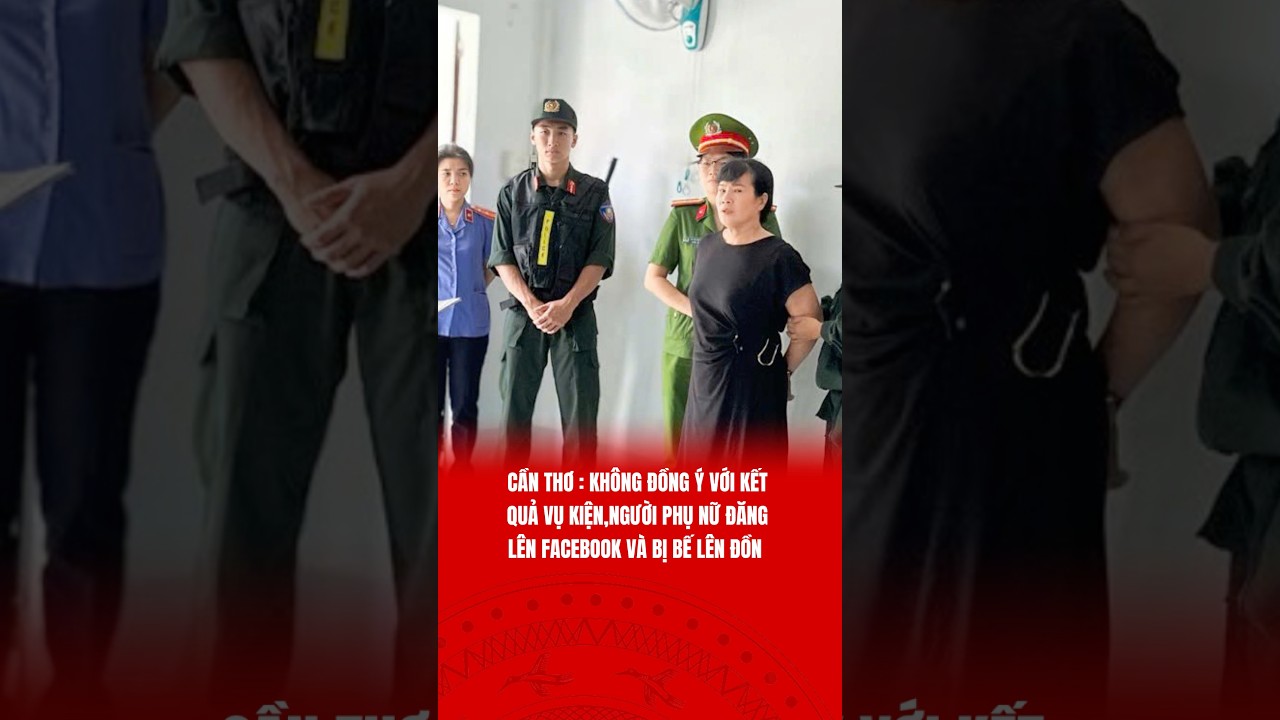 CẦN THƠ : KHÔNG ĐỒNG Ý VỚI KẾT
QUẢ VỤ KIỆN,NGƯỜI PHỤ NỮ ĐĂNG
LÊN FACEBOOK VÀ BỊ BẾ LÊN ĐỒN